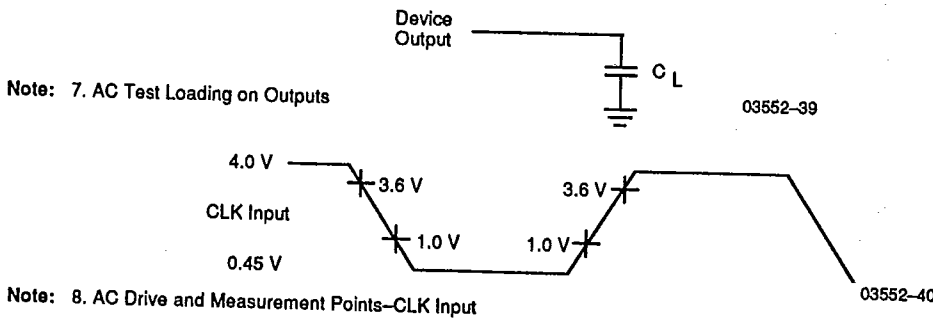 Device
Output
C L
Note: 7. AC Test Loading on Outputs
03552–39
4.0 V
3.6 V
3.6 V
CLK Input
1.0 V
1.0 V
0.45 V
Note: 8. AC Drive and Measurement Points–CLK Input
03552–40